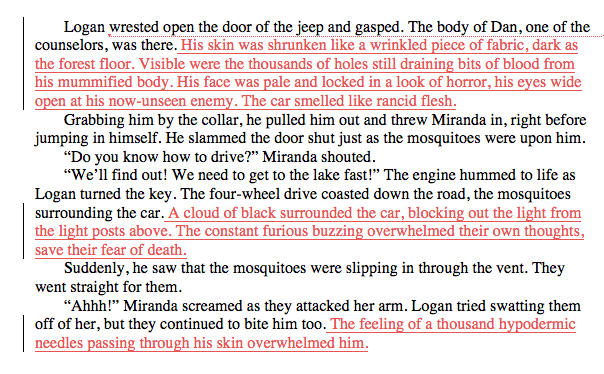 Logan wrested open the door of the jeep and gasped. The body of Dan, one of the
counselors, was there. His skin was shrunken like a wrinkled piece of fabric, dark as
the forest floor. Visible were the thousands of holes still draining bits of blood from
his mummified body. His face was pale and locked in a look of horror, his eyes wide
open at his now-unseen enemy. The car smelled like rancid flesh.
Grabbing him by the collar, he pulled him out and threw Miranda in, right before
jumping in himself. He slammed the door shut just as the mosquitoes were upon him.
“Do you know how to drive?” Miranda shouted.
“We’ll find out! We need to get to the lake fast!” The engine hummed to life as
Logan turned the key. The four-wheel drive coasted down the road, the mosquitoes
surrounding the car. A cloud of black surrounded the car, blocking out the light from
the light posts above. The constant furious buzzing overwhelmed their own thoughts,
save their fear of death.
Suddenly, he saw that the mosquitoes were slipping in through the vent. They
went straight for them.
“Ahhh!” Miranda screamed as they attacked her arm. Logan tried swatting them
off of her, but they continued to bite him too. The feeling of a thousand hypodermic
needles passing through his skin overwhelmed him.